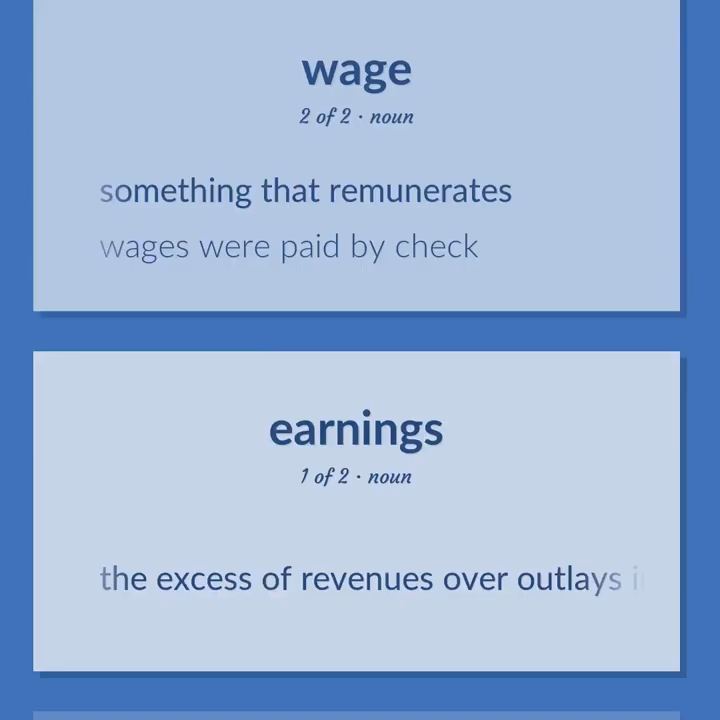 wage
2 of 2 · noun
something that remunerates
wages were paid by check
earnings
1 of 2 · noun
the excess of revenues over outlays